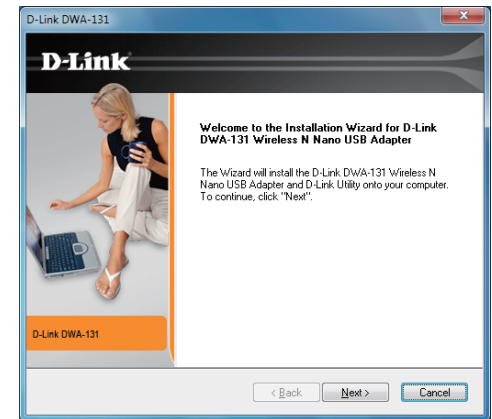 D-Link DWA-131
D-Link
Welcome to the Installation Wizard for D-Link
DWA-131 Wireless N Nano USB Adapter
The Wizard will install the D-Link DWA-131 Wireless N
Nano USB Adapter and D-Link Utility onto your computer.
To continue, click "Next".
D-Link DWA-131
< Back
Next >
Cancel